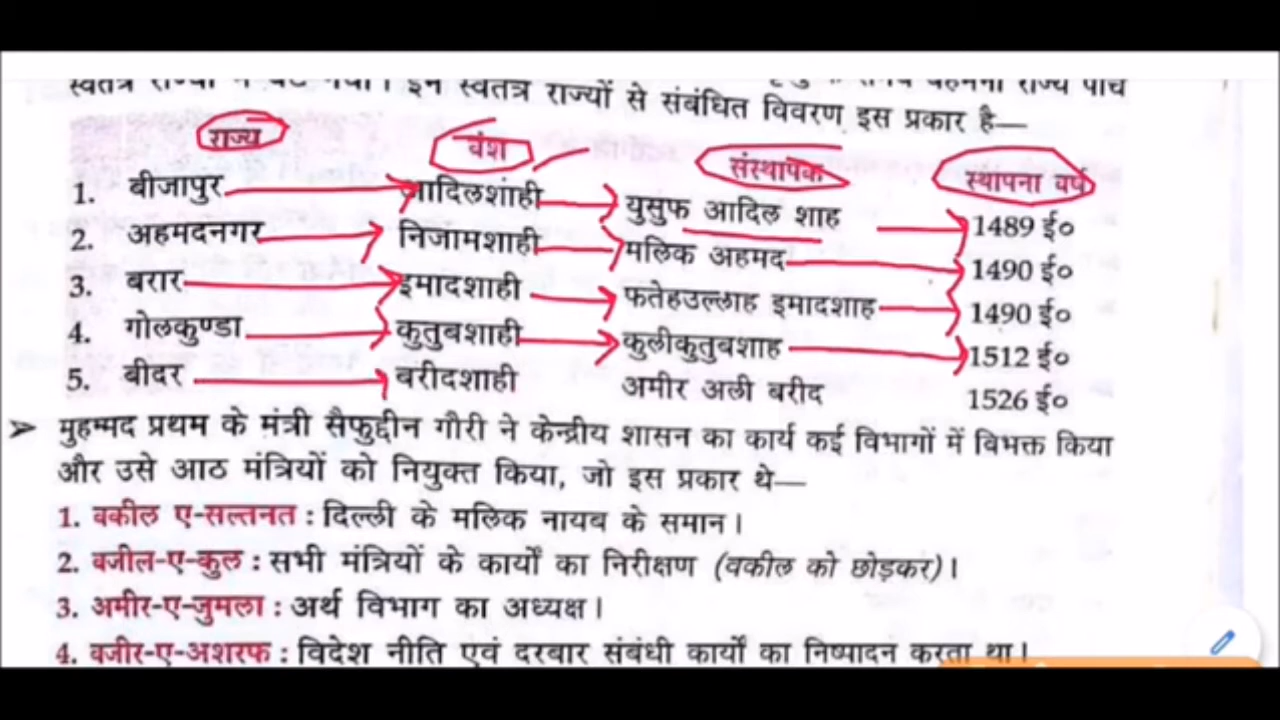 स्वतंत्र राज्यों में बँट गया। इन स्वतंत्र राज्यों से संबंधित विवरण इस प्रकार है— बहमनी राज्य पाँच
राज्य वंश संस्थापक स्थापना वर्ष
1. बीजापुर आदिलशाही युसुफ आदिल शाह 1489 ई०
2. अहमदनगर निजामशाही मलिक अहमद 1490 ई०
3. बरार इमादशाही फतेहउल्लाह इमादशाह 1490 ई०
4. गोलकुण्डा कुतुबशाही कुलीकुतुबशाह 1512 ई०
5. बीदर बरीदशाही अमीर अली बरीद 1526 ई०
➢ मुहम्मद प्रथम के मंत्री सैफुद्दीन गौरी ने केन्द्रीय शासन का कार्य कई विभागों में विभक्त किया
और उसे आठ मंत्रियों को नियुक्त किया, जो इस प्रकार थे—
1. वकील ए-सल्तनत : दिल्ली के मलिक नायब के समान।
2. वजील-ए-कुल : सभी मंत्रियों के कार्यों का निरीक्षण (वकील को छोड़कर)।
3. अमीर-ए-जुमला : अर्थ विभाग का अध्यक्ष।
4. वजीर-ए-अशरफ : विदेश नीति एवं दरबार संबंधी कार्यों का निष्पादन करता था।